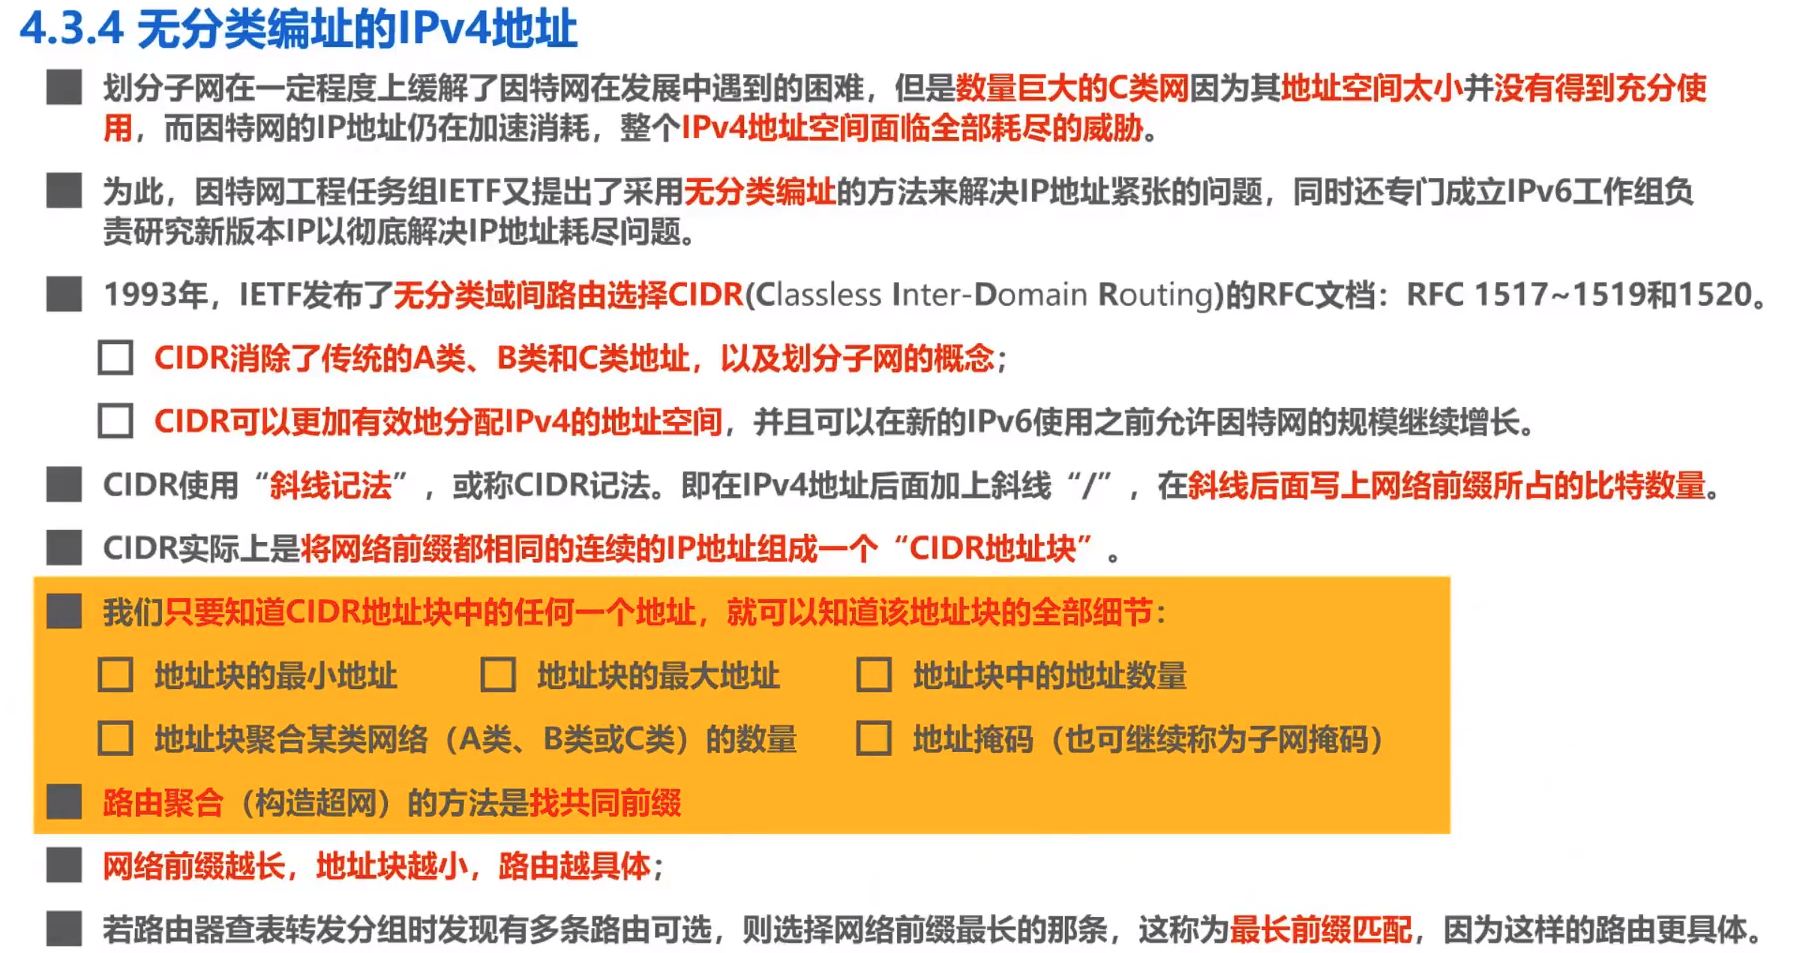 4.3.4 无分类编址的IPv4地址
划分子网在一定程度上缓解了因特网在发展中遇到的困难，但是数量巨大的C类网因为其地址空间太小并没有得到充分使
用，而因特网的IP地址仍在加速消耗，整个IPv4地址空间面临全部耗尽的威胁。
为此，因特网工程任务组IETF又提出了采用无分类编址的方法来解决IP地址紧张的问题，同时还专门成立IPv6工作组负
责研究新版本IP以彻底解决IP地址耗尽问题。
1993年，IETF发布了无分类域间路由选择CIDR(Classless Inter-Domain Routing)的RFC文档：RFC 1517~1519和1520。
CIDR消除了传统的A类、B类和C类地址，以及划分子网的概念；
CIDR可以更加有效地分配IPv4的地址空间，并且可以在新的IPv6使用之前允许因特网的规模继续增长。
CIDR使用“斜线记法”，或称CIDR记法。即在IPv4地址后面加上斜线“/”，在斜线后面写上网络前缀所占的比特数量。
CIDR实际上是将网络前缀都相同的连续的IP地址组成一个“CIDR地址块”。
我们只要知道CIDR地址块中的任何一个地址，就可以知道该地址块的全部细节：
地址块的最小地址 地址块的最大地址 地址块中的地址数量
地址块聚合某类网络（A类、B类或C类）的数量 地址掩码（也可继续称为子网掩码）
路由聚合（构造超网）的方法是找共同前缀
网络前缀越长，地址块越小，路由越具体；
若路由器查表转发分组时发现有多条路由可选，则选择网络前缀最长的那条，这称为最长前缀匹配，因为这样的路由更具体。